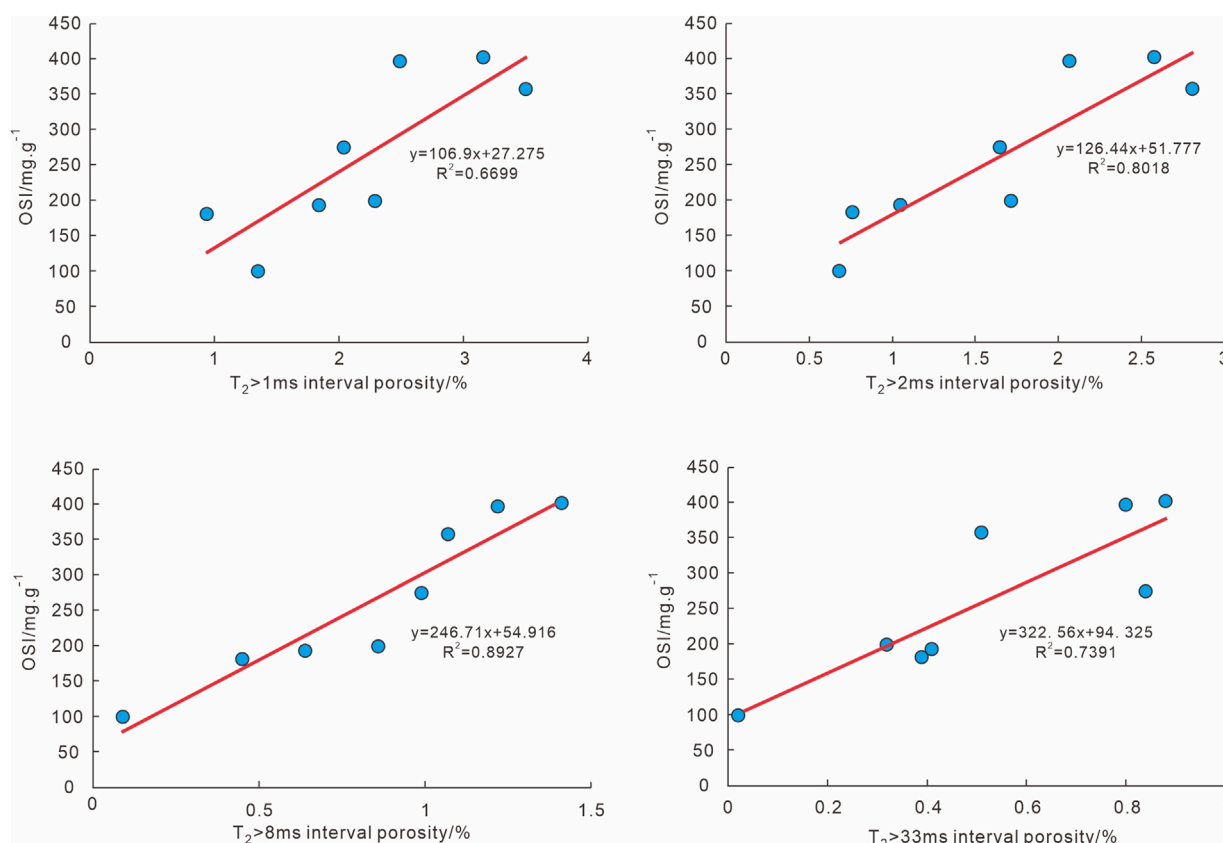 450
400
350
300
250
200
150
100
50
0
OSI/mg.g⁻¹
y=106.9x+27.275
R²=0.6699
0 1 2 3 4
T₂>1ms interval porosity/%
450
400
350
300
250
200
150
100
50
0
OSI/mg.g⁻¹
y=126.44x+51.777
R²=0.8018
0 0.5 1 1.5 2 2.5 3
T₂>2ms interval porosity/%
450
400
350
300
250
200
150
100
50
0
OSI/mg.g⁻¹
y=246.71x+54.916
R²=0.8927
0 0.5 1 1.5
T₂>8ms interval porosity/%
450
400
350
300
250
200
150
100
50
0
OSI/mg.g⁻¹
y=322. 56x+94. 325
R²=0.7391
0 0.2 0.4 0.6 0.8
T₂>33ms interval porosity/%